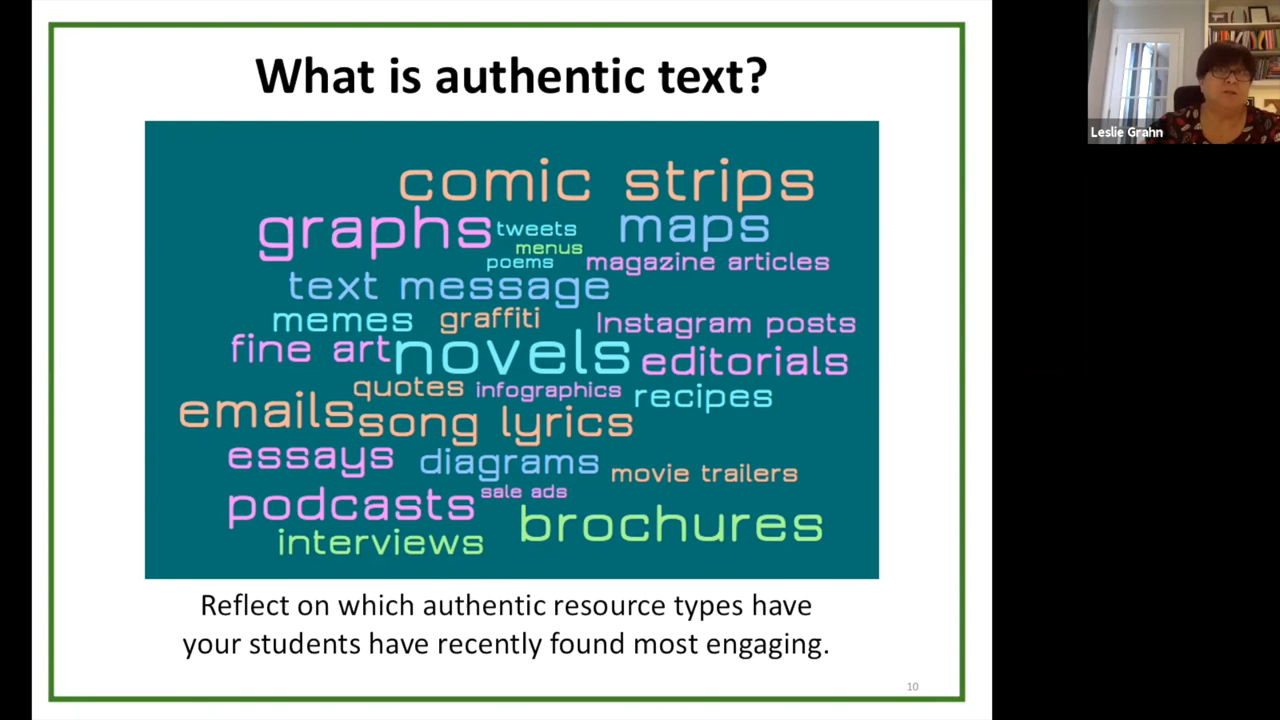 What is authentic text?
comic strips
graphs tweets maps
menus
poems magazine articles
text message
memes graffiti Instagram posts
fine art novels editorials
quotes infographics recipes
emails song lyrics
essays diagrams movie trailers
podcasts sale ads
interviews brochures
Reflect on which authentic resource types have
your students have recently found most engaging.
10
Leslie Grahn